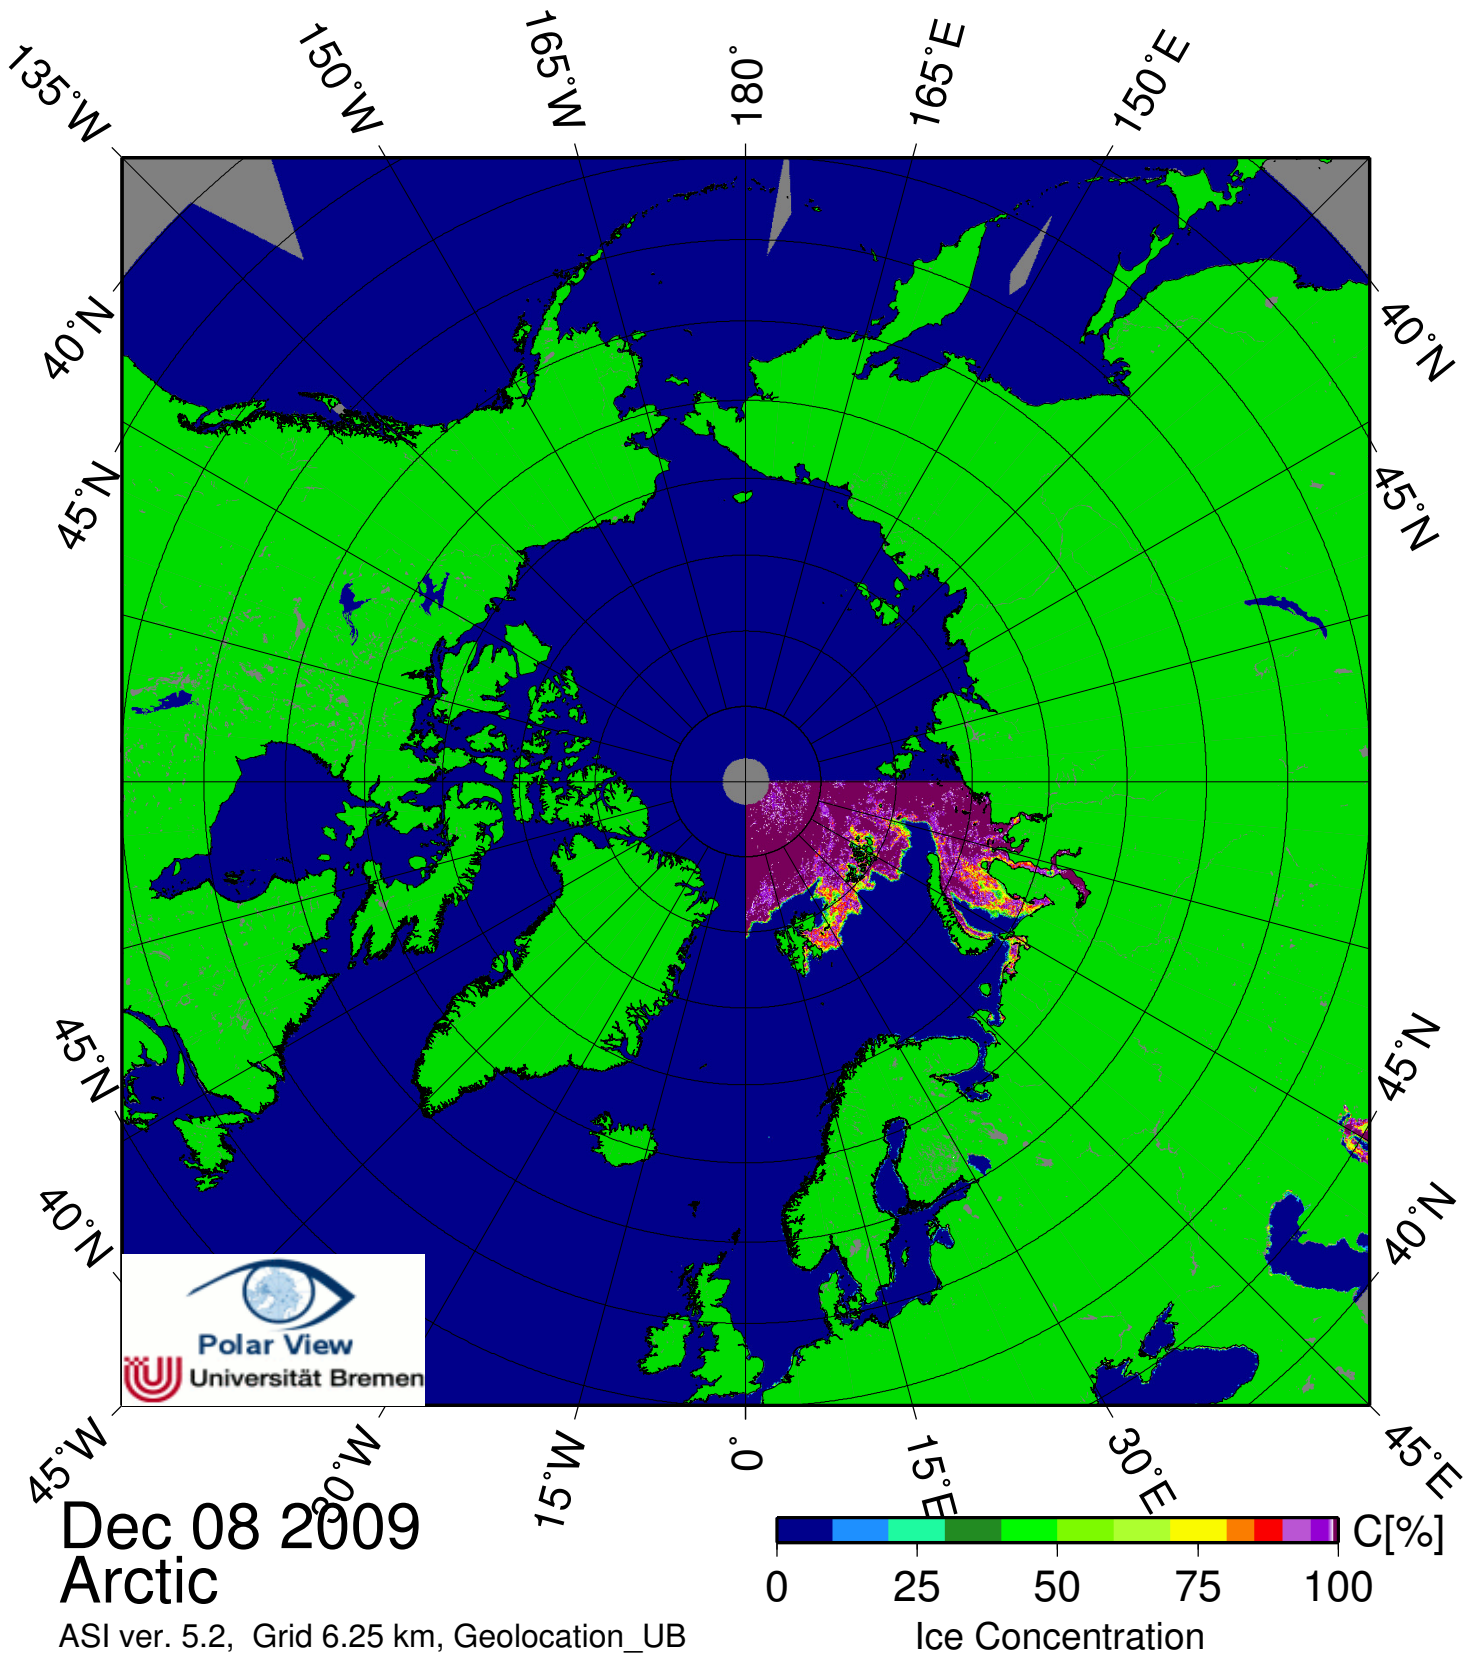 135°W
150°W
165°W
180°
165°E
150°E
40°N
40°N
45°N
45°N
45°N
45°N
40°N
40°N
Polar View
Universität Bremen
45°W
30°W
15°W
0°
15°E
30°E
45°E
Dec 08 2009
Arctic
ASI ver. 5.2, Grid 6.25 km, Geolocation_UB
C[%]
0 25 50 75 100
Ice Concentration